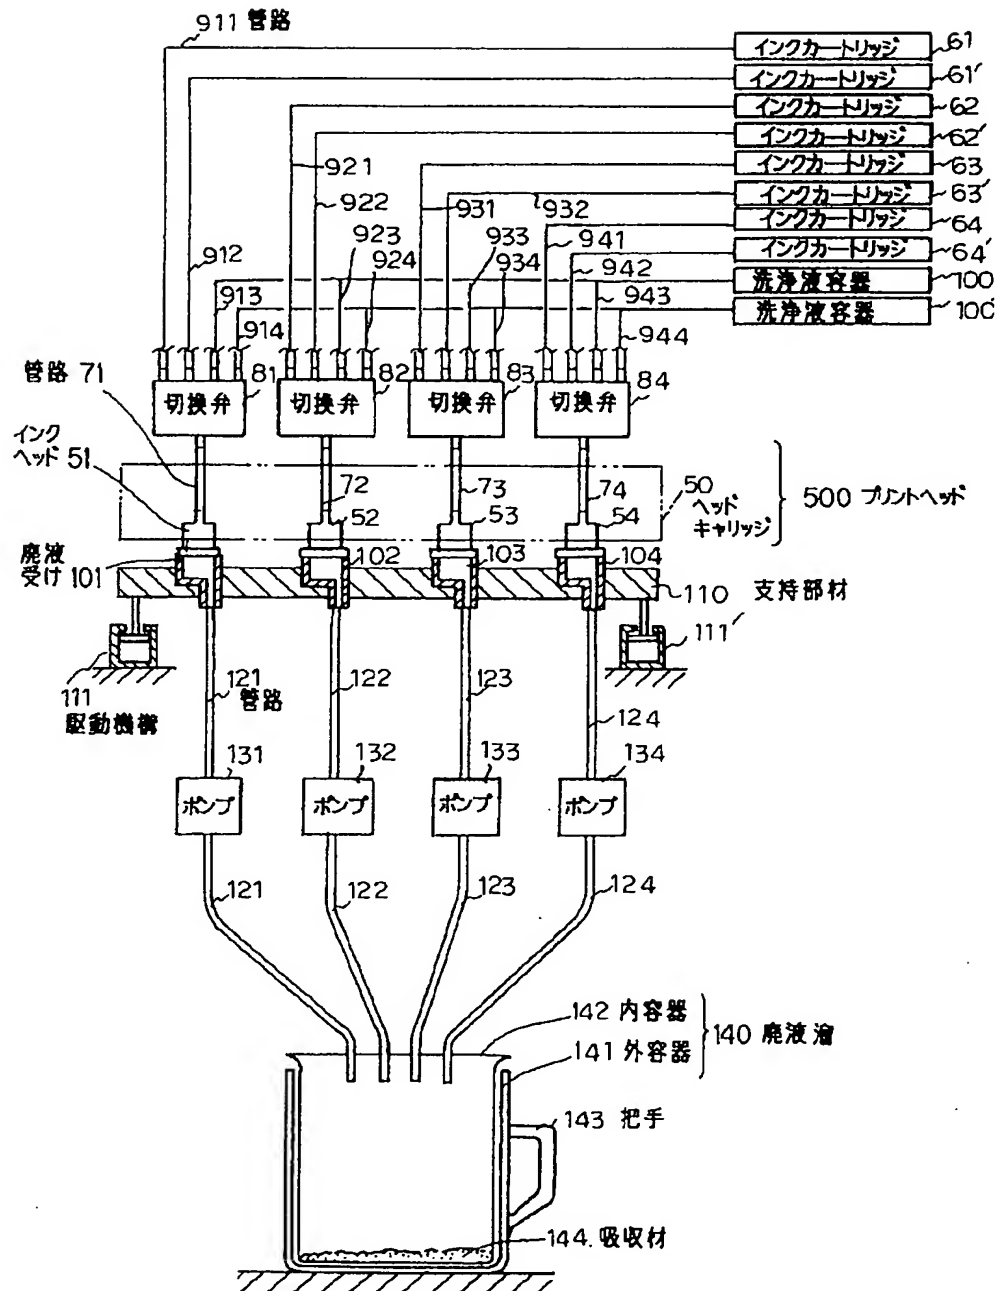 911 管路
インクカートリッジ 61
インクカートリッジ 61'
インクカートリッジ 62
インクカートリッジ 62'
921
インクカートリッジ 63
931
922
932
インクカートリッジ 63'
923
933
インクカートリッジ 64
941
924
934
インクカートリッジ 64'
912
942
洗浄液容器 100
913
943
洗浄液容器 100'
914
944
管路 71
81
82
83
84
切換弁
切換弁
切換弁
切換弁
インク
ヘッド 51
72
73
74
50
ヘッド
キャリッジ
500 プリントヘッド
52
53
54
廃液
受け 101
102
103
104
110 支持部材
111'
111
駆動機構
121
管路
122
123
124
131
132
133
134
ポンプ
ポンプ
ポンプ
ポンプ
121
122
123
124
142 内容器
141 外容器
140 廃液溜
143 把手
144. 吸収材